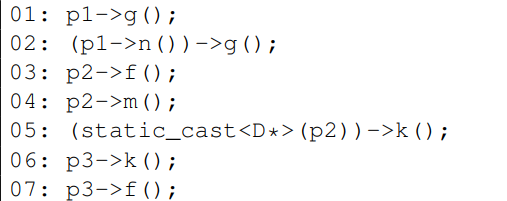 01: p1->g();
02: (p1->n())->g();
03: p2->f();
04: p2->m();
05: (static_cast<D*>(p2))->k();
06: p3->k();
07: p3->f();